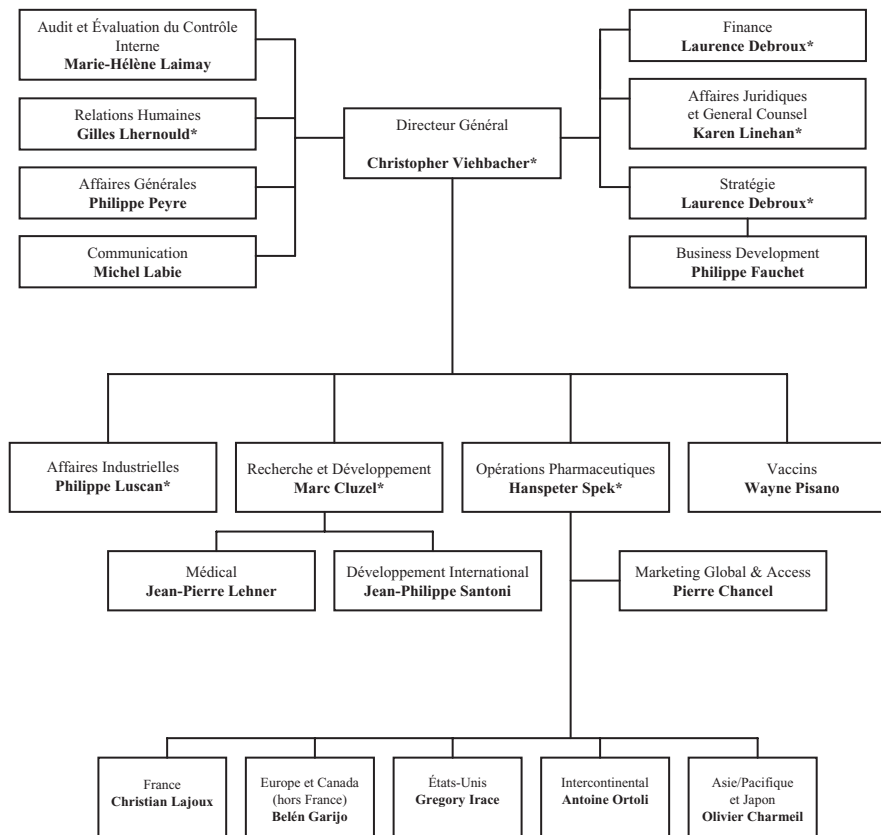 Audit et Évaluation du Contrôle
Interne
Marie-Hélène Laimay
Relations Humaines
Gilles Lhernould*
Affaires Générales
Philippe Peyre
Communication
Michel Labie
Directeur Général
Christopher Viehbacher*
Finance
Laurence Debroux*
Affaires Juridiques
et General Counsel
Karen Linehan*
Stratégie
Laurence Debroux*
Business Development
Philippe Fauchet
Affaires Industrielles
Philippe Luscan*
Recherche et Développement
Marc Cluzel*
Opérations Pharmaceutiques
Hanspeter Spek*
Vaccins
Wayne Pisano
Médical
Jean-Pierre Lehner
Développement International
Jean-Philippe Santoni
Marketing Global & Access
Pierre Chancel
France
Christian Lajoux
Europe et Canada
(hors France)
Belén Garijo
États-Unis
Gregory Irace
Intercontinental
Antoine Ortoli
Asie/Pacifique
et Japon
Olivier Charmeil